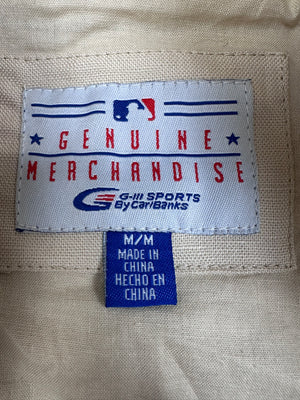 GENUINE
MERCHANDISE
G-III SPORTS
By Carl Banks
M/M
MADE IN
CHINA
HECHO EN
CHINA